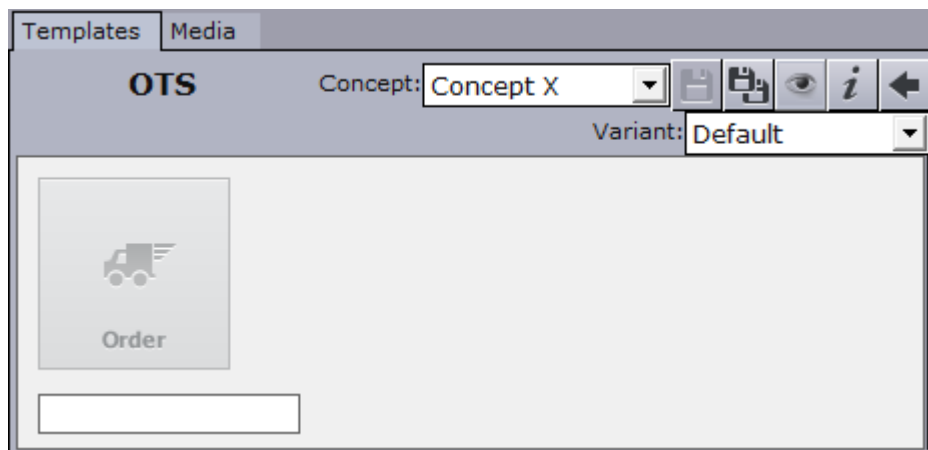 Templates Media
OTS Concept: Concept X i
Variant: Default
Order